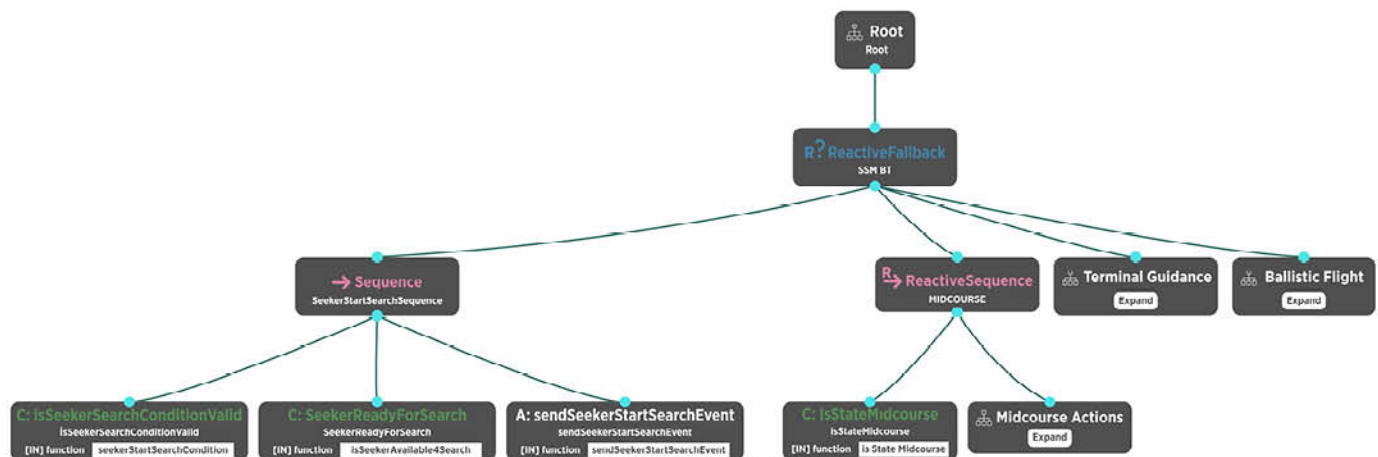 Root
Root
R? ReactiveFallback
SSM BT
Sequence
SeekerStartSearchSequence
R ReactiveSequence
MIDCOURSE
Terminal Guidance
Expand
Ballistic Flight
Expand
C: isSeekerSearchConditionValid
isSeekerSearchConditionValid
[IN] function seekerStartSearchCondition
C: SeekerReadyForSearch
SeekerReadyForSearch
[IN] function isSeekerAvailable4Search
A: sendSeekerStartSearchEvent
sendSeekerStartSearchEvent
[IN] function sendSeekerStartSearchEvent
C: IsStateMidcourse
IsStateMidcourse
[IN] function is State Midcourse
Midcourse Actions
Expand